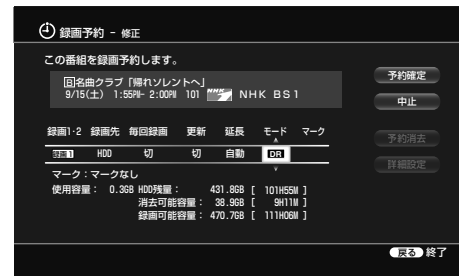 録画予約 - 修正
この番組を録画予約します。
回名曲クラブ「帰れソレントへ」
9/15(土) 1:55PM- 2:00PM 101 NHK BS1
予約確定
中止
予約消去
詳細設定
録画1･2 録画先 毎回録画 更新 延長 モード マーク
録画1 HDD 切 切 自動 DR
マーク：マークなし
使用容量： 0.3GB HDD残量： 431.8GB [ 101H55M ]
消去可能容量： 38.9GB [ 9H11M ]
録画可能容量： 470.7GB [ 111H06M ]
戻る 終了